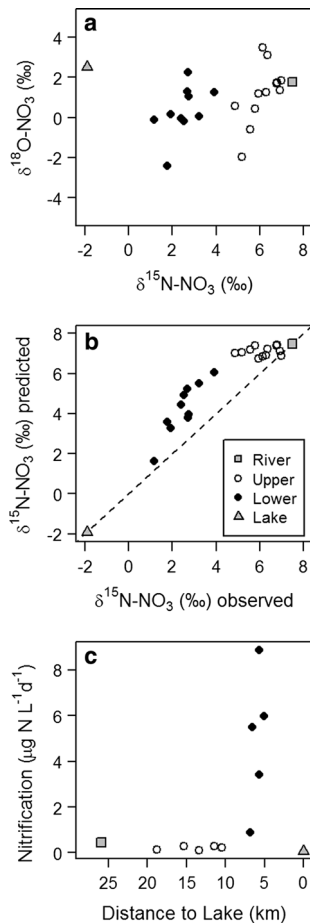 a
4
2
0
-2
-4
δ18O-NO3 (‰)
-2 0 2 4 6 8
δ15N-NO3 (‰)
b
8
6
4
2
0
-2
δ15N-NO3 (‰) predicted
River
Upper
Lower
Lake
-2 0 2 4 6 8
δ15N-NO3 (‰) observed
c
8
6
4
2
0
Nitrification (µg N L-1d-1)
25 20 15 10 5 0
Distance to Lake (km)